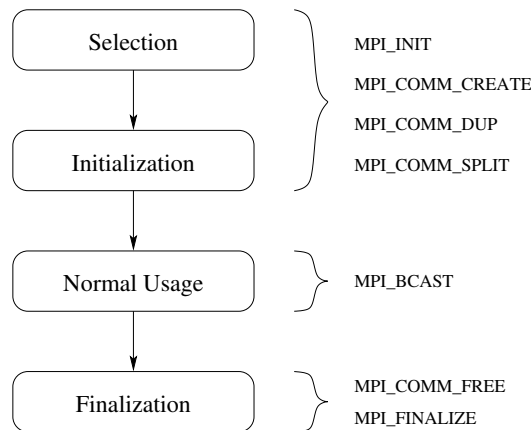 Selection
MPI_INIT
MPI_COMM_CREATE
MPI_COMM_DUP
Initialization
MPI_COMM_SPLIT
Normal Usage
MPI_BCAST
Finalization
MPI_COMM_FREE
MPI_FINALIZE